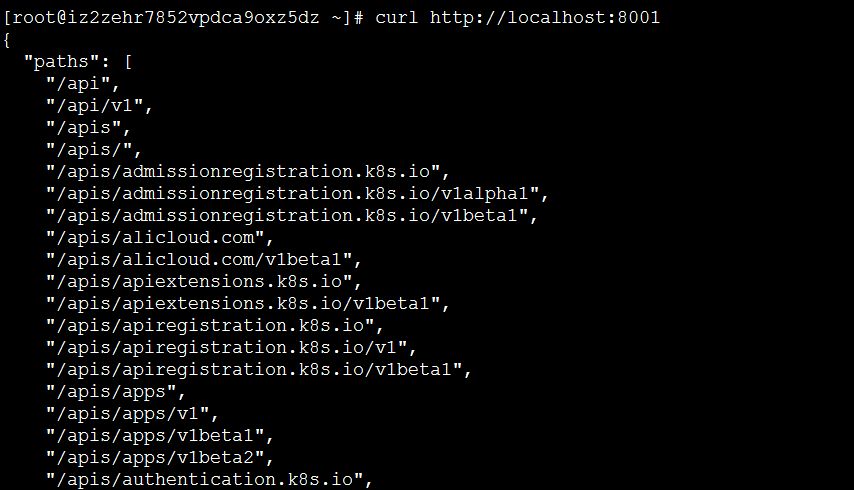 [root@iz2zehr7852vpdca9oxz5dz ~]# curl http://localhost:8001
{
  "paths": [
    "/api",
    "/api/v1",
    "/apis",
    "/apis/",
    "/apis/admissionregistration.k8s.io",
    "/apis/admissionregistration.k8s.io/v1alpha1",
    "/apis/admissionregistration.k8s.io/v1beta1",
    "/apis/alicloud.com",
    "/apis/alicloud.com/v1beta1",
    "/apis/apiextensions.k8s.io",
    "/apis/apiextensions.k8s.io/v1beta1",
    "/apis/apiregistration.k8s.io",
    "/apis/apiregistration.k8s.io/v1",
    "/apis/apiregistration.k8s.io/v1beta1",
    "/apis/apps",
    "/apis/apps/v1",
    "/apis/apps/v1beta1",
    "/apis/apps/v1beta2",
    "/apis/authentication.k8s.io",